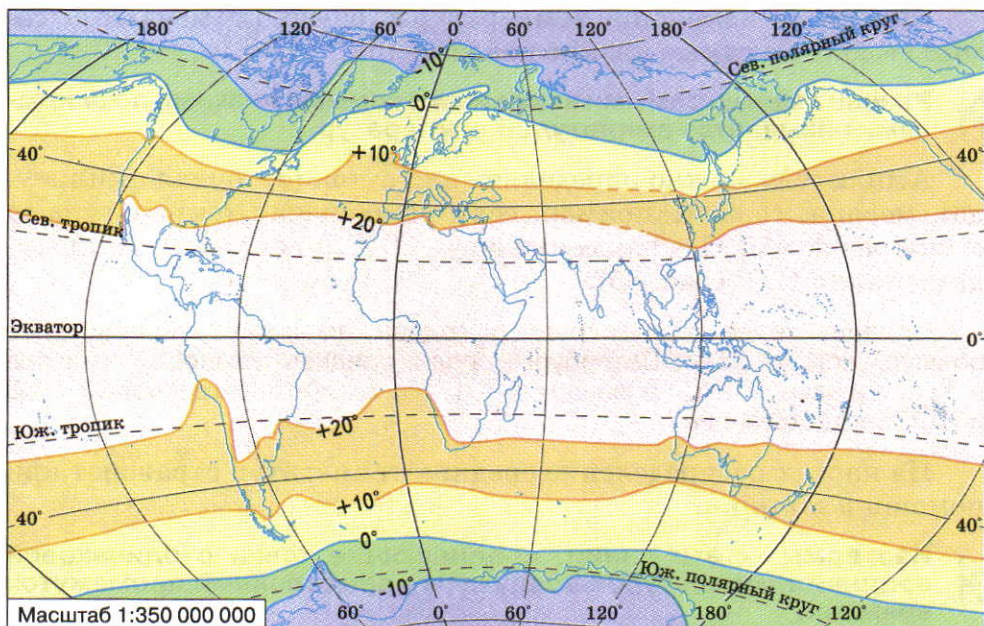 180° 120° 60° 0° 60° 120° 180°
-10°
Сев. полярный круг
0°
+10°
40° 40°
+20°
Сев. тропик
Экватор 0°
Юж. тропик
+20°
+10°
40° 40°
0°
-10°
Юж. полярный круг
Масштаб 1:350 000 000
60° 0° 60° 120° 180° 120°